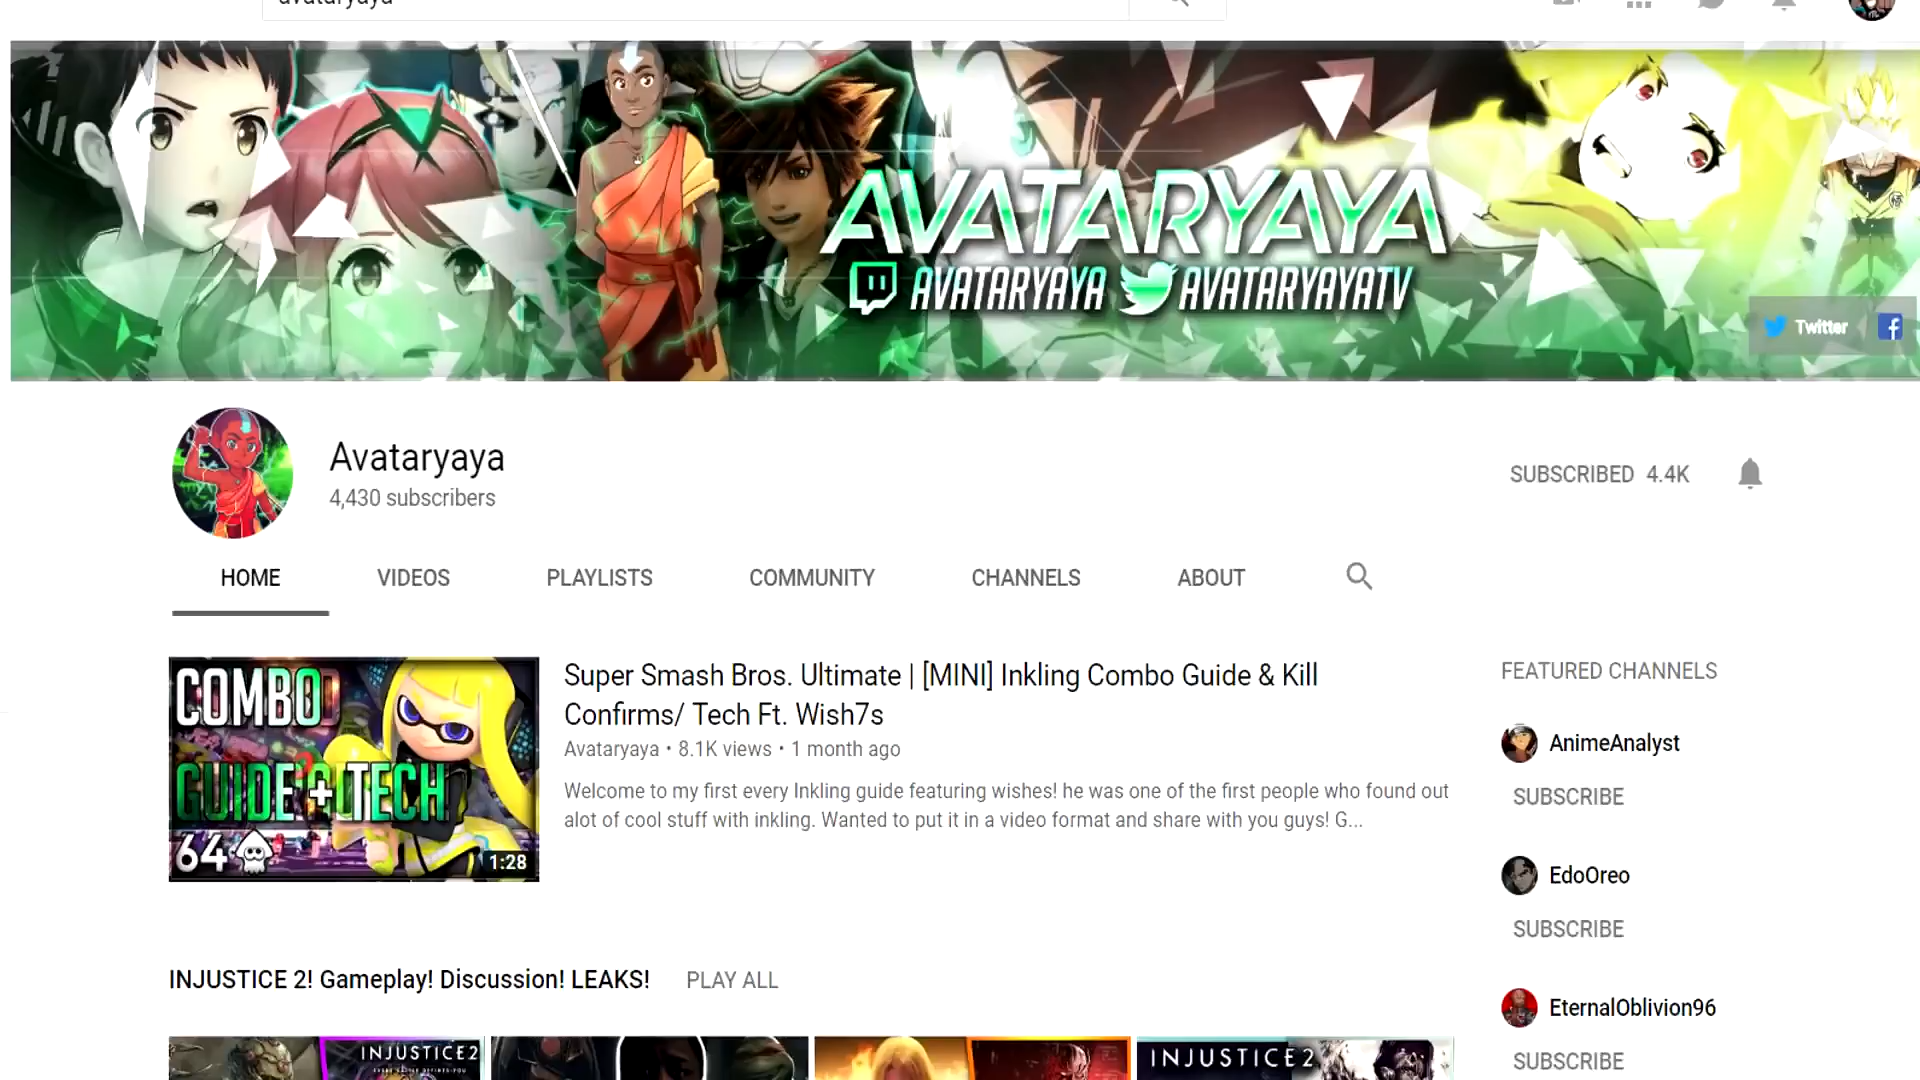 avataryaya
AVATARYAYA
AVATARYAYA AVATARYAYATV
Twitter
Avataryaya
4,430 subscribers
SUBSCRIBED 4.4K
HOME VIDEOS PLAYLISTS COMMUNITY CHANNELS ABOUT
COMBO
GUIDE+TECH
64
1:28
Super Smash Bros. Ultimate | [MINI] Inkling Combo Guide & Kill
Confirms/ Tech Ft. Wish7s
Avataryaya • 8.1K views • 1 month ago
Welcome to my first every Inkling guide featuring wishes! he was one of the first people who found out
alot of cool stuff with inkling. Wanted to put it in a video format and share with you guys! G...
FEATURED CHANNELS
AnimeAnalyst
SUBSCRIBE
EdoOreo
SUBSCRIBE
EternalOblivion96
SUBSCRIBE
INJUSTICE 2! Gameplay! Discussion! LEAKS! PLAY ALL
INJUSTICE 2
INJUSTICE 2